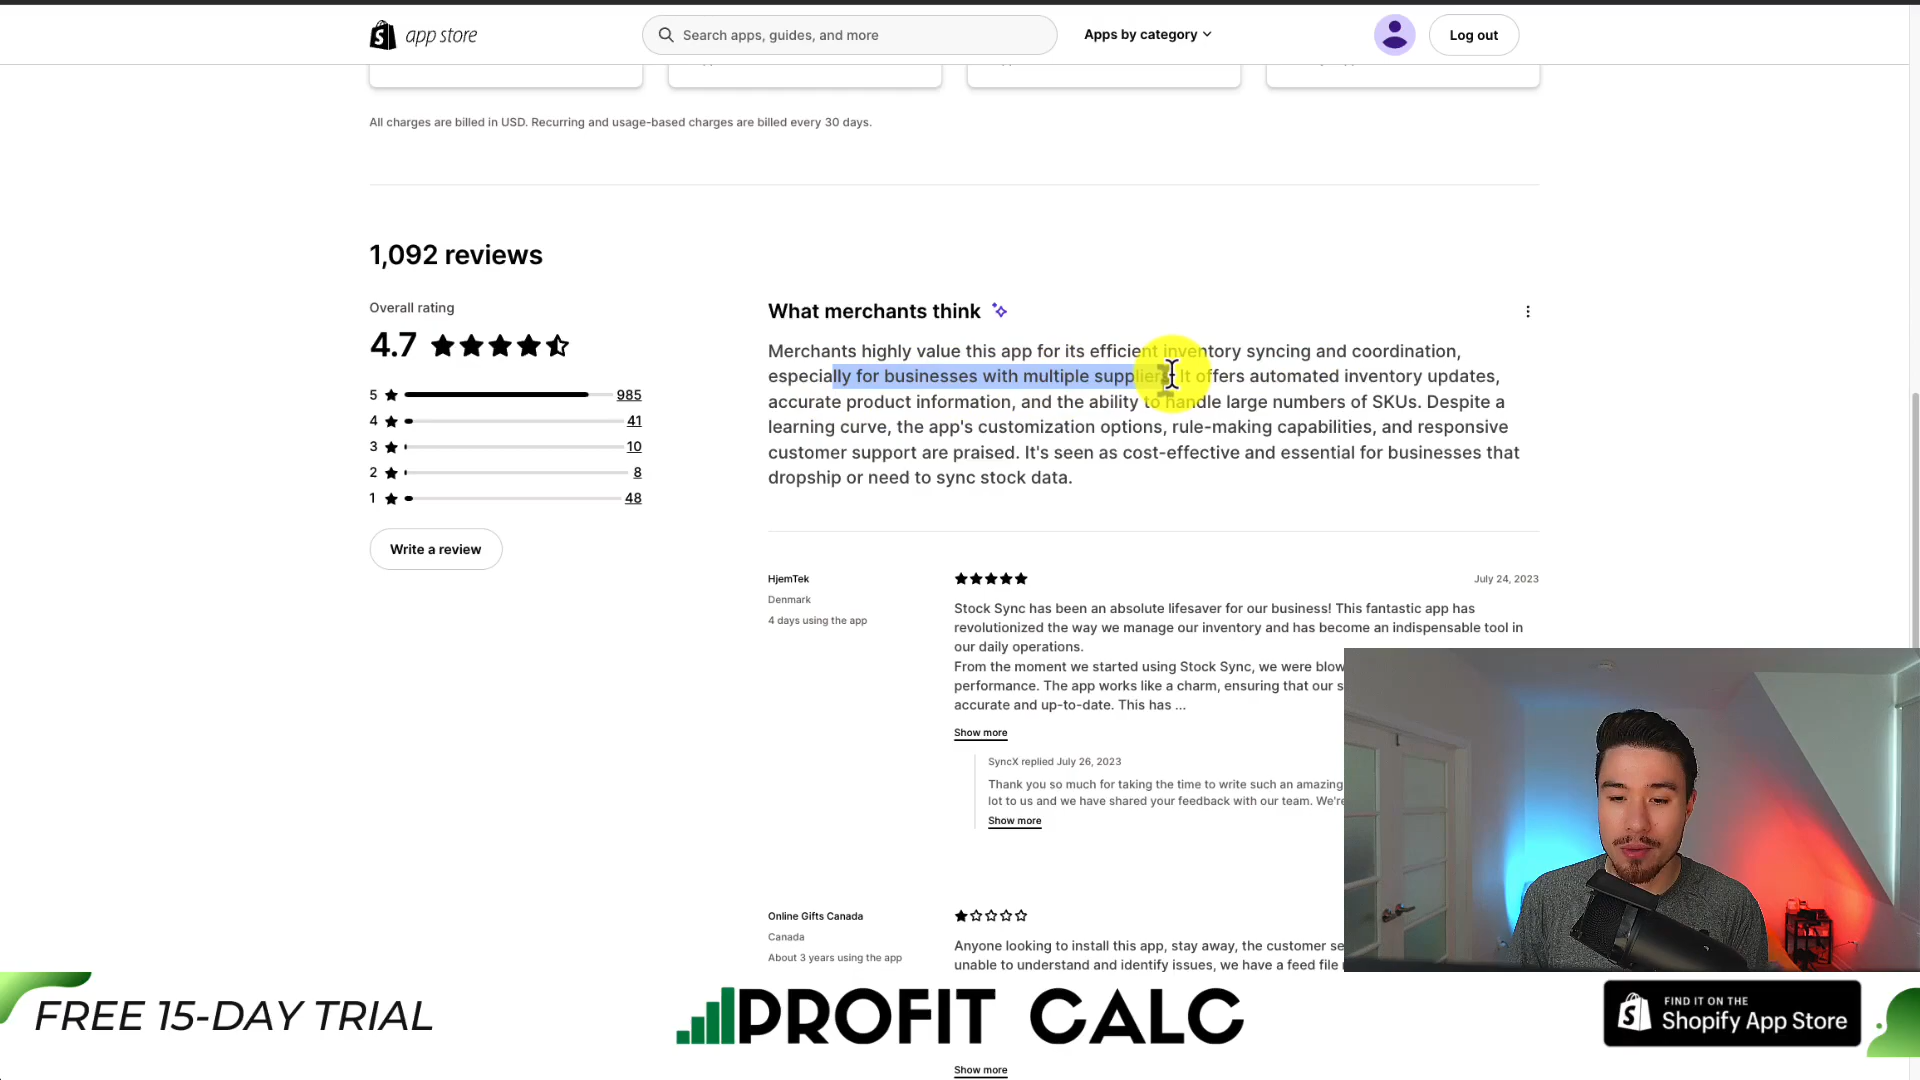 app store
Search apps, guides, and more
Apps by category
Log out
All charges are billed in USD. Recurring and usage-based charges are billed every 30 days.
1,092 reviews
Overall rating
4.7
5 985
4 41
3 10
2 8
1 48
Write a review
What merchants think
Merchants highly value this app for its efficient inventory syncing and coordination,
especially for businesses with multiple suppliers. It offers automated inventory updates,
accurate product information, and the ability to handle large numbers of SKUs. Despite a
learning curve, the app's customization options, rule-making capabilities, and responsive
customer support are praised. It's seen as cost-effective and essential for businesses that
dropship or need to sync stock data.
HjemTek
Denmark
4 days using the app
July 24, 2023
Stock Sync has been an absolute lifesaver for our business! This fantastic app has
revolutionized the way we manage our inventory and has become an indispensable tool in
our daily operations.
From the moment we started using Stock Sync, we were blow
performance. The app works like a charm, ensuring that our s
accurate and up-to-date. This has ...
Show more
SyncX replied July 26, 2023
Thank you so much for taking the time to write such an amazing
lot to us and we have shared your feedback with our team. We're
Show more
Online Gifts Canada
Canada
About 3 years using the app
Anyone looking to install this app, stay away, the customer se
unable to understand and identify issues, we have a feed file
Show more
FREE 15-DAY TRIAL
PROFIT CALC
FIND IT ON THE
Shopify App Store